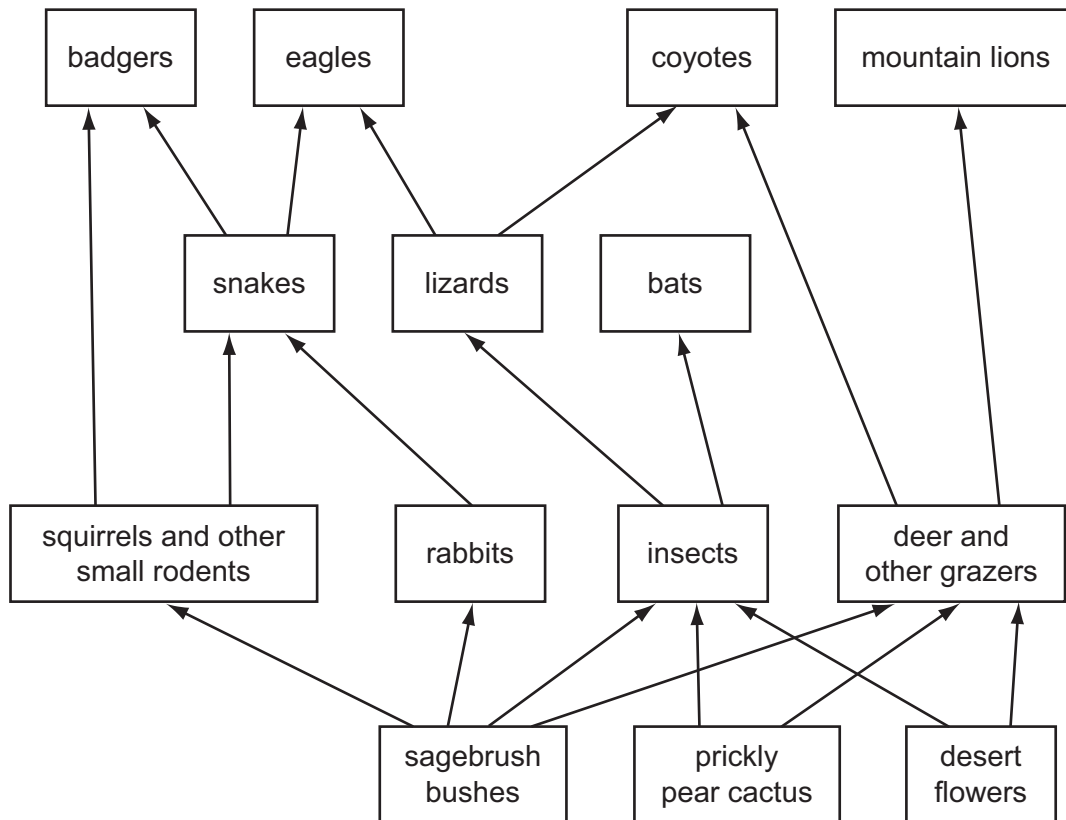 badgers
eagles
coyotes
mountain lions
snakes
lizards
bats
squirrels and other
small rodents
rabbits
insects
deer and
other grazers
sagebrush
bushes
prickly
pear cactus
desert
flowers